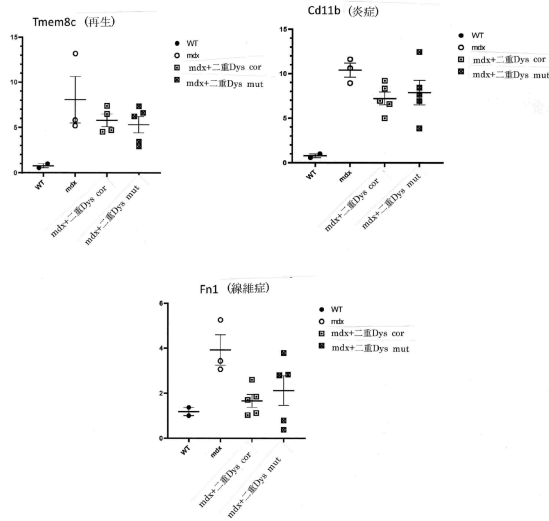 Tmem8c (再生)
WT
mdx
mdx+二重Dys cor
mdx+二重Dys mut
15
10
5
0
WT
mdx
mdx+二重Dys cor
mdx+二重Dys mut
Cd11b (炎症)
WT
mdx
mdx+二重Dys cor
mdx+二重Dys mut
15
10
5
0
WT
mdx
mdx+二重Dys cor
mdx+二重Dys mut
Fn1 (線維症)
WT
mdx
mdx+二重Dys cor
mdx+二重Dys mut
6
4
2
0
WT
mdx
mdx+二重Dys cor
mdx+二重Dys mut